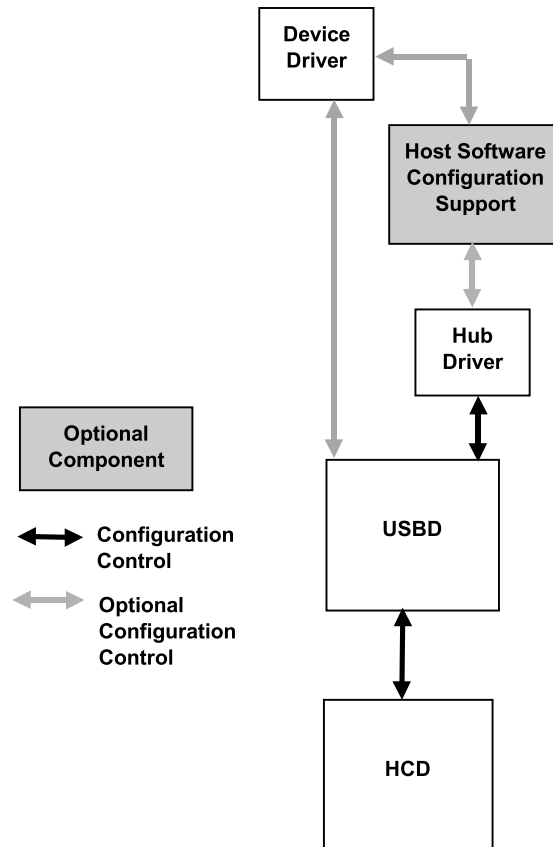 Device
Driver
Host Software
Configuration
Support
Hub
Driver
Optional
Component
USBD
Configuration
Control
Optional
Configuration
Control
HCD